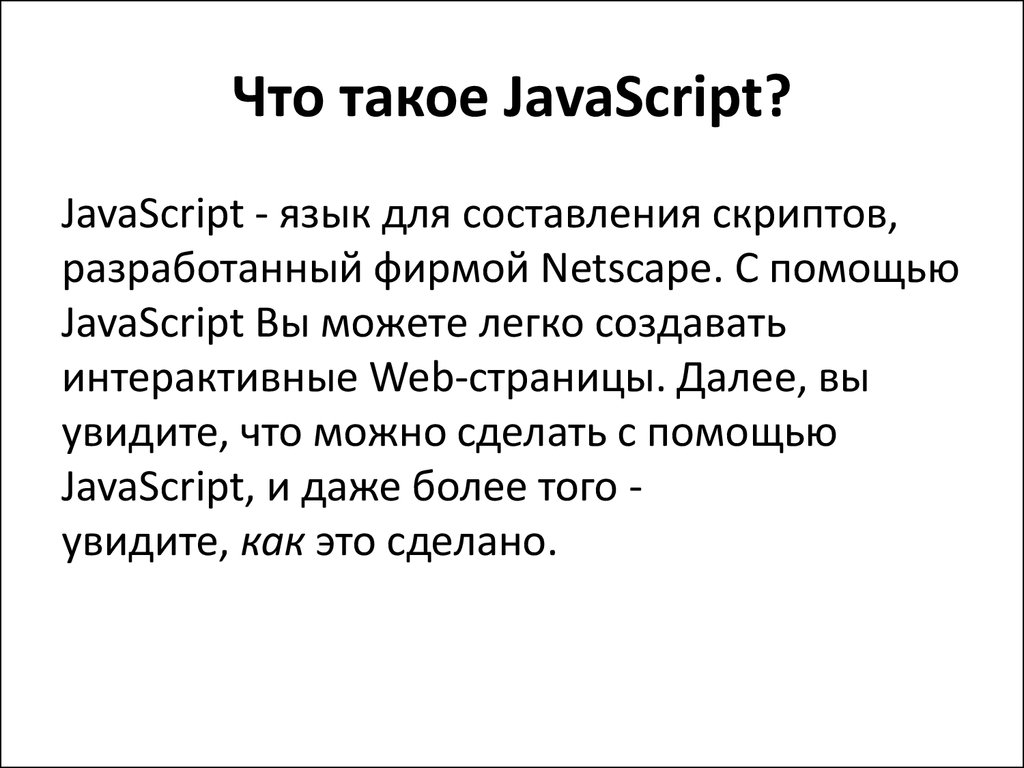 Что такое JavaScript?
JavaScript - язык для составления скриптов,
разработанный фирмой Netscape. С помощью
JavaScript Вы можете легко создавать
интерактивные Web-страницы. Далее, вы
увидите, что можно сделать с помощью
JavaScript, и даже более того -
увидите, как это сделано.